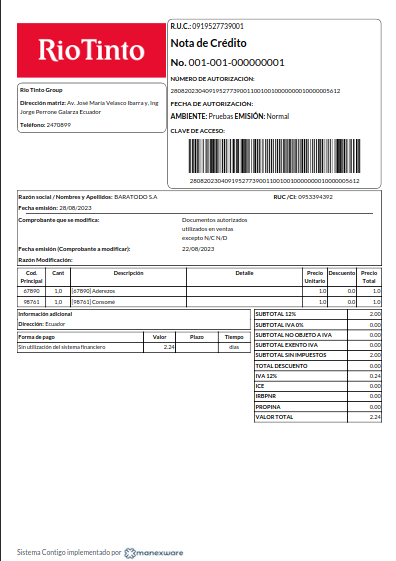 RioTinto
R.U.C.: 0919527739001
Nota de Crédito
No. 001-001-000000001
NÚMERO DE AUTORIZACIÓN:
2808202304091952773900110010010000000010000005612
FECHA DE AUTORIZACIÓN:
AMBIENTE: Pruebas EMISIÓN: Normal
CLAVE DE ACCESO:
2808202304091952773900110010010000000010000005612
Rio Tinto Group
Dirección matriz: Av. José María Velasco Ibarra y, Ing
Jorge Perrone Galarza Ecuador
Teléfono: 2470899
Razón social / Nombres y Apellidos: BARATODO S.A RUC /CI: 0953394392
Fecha emisión: 28/08/2023
Comprobante que se modifica: Documentos autorizados
utilizados en ventas
excepto N/C N/D
Fecha emisión (Comprobante a modificar): 22/08/2023
Razón Modificación:
Cod. Principal Cant Descripción Detalle Precio Unitario Descuento Precio Total
67890 1,0 [67890] Aderezos 1.0 0.0 1.0
98761 1,0 [98761] Consomé 1.0 0.0 1.0
Información adicional
Dirección: Ecuador
Forma de pago Valor Plazo Tiempo
Sin utilización del sistema financiero 2.24 días
SUBTOTAL 12% 2.00
SUBTOTAL IVA 0% 0.00
SUBTOTAL NO OBJETO A IVA 0.00
SUBTOTAL EXENTO IVA 0.00
SUBTOTAL SIN IMPUESTOS 2.00
TOTAL DESCUENTO 0.00
IVA 12% 0.24
ICE 0.00
IRBPNR 0.00
PROPINA 0.00
VALOR TOTAL 2.24
Sistema Contigo implementado por manexware